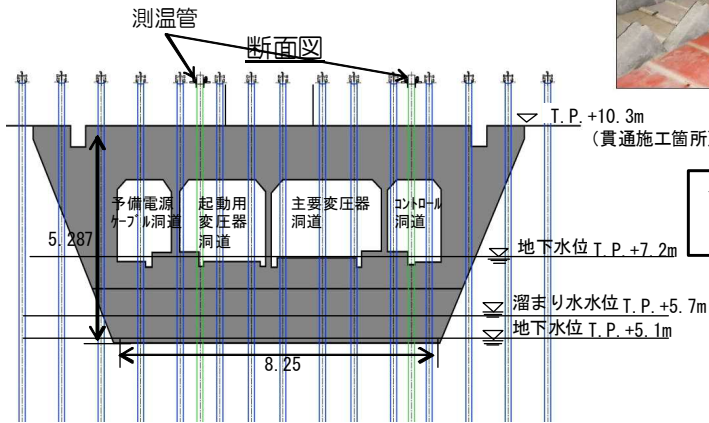 測温管
断面図
T.P.+10.3m
(貫通施工箇所
予備電源
ケーブル洞道
起動用
変圧器
洞道
主要変圧器
洞道
コントロール
洞道
5.287
地下水位 T.P.+7.2m
溜まり水水位 T.P.+5.7m
地下水位 T.P.+5.1m
8.25